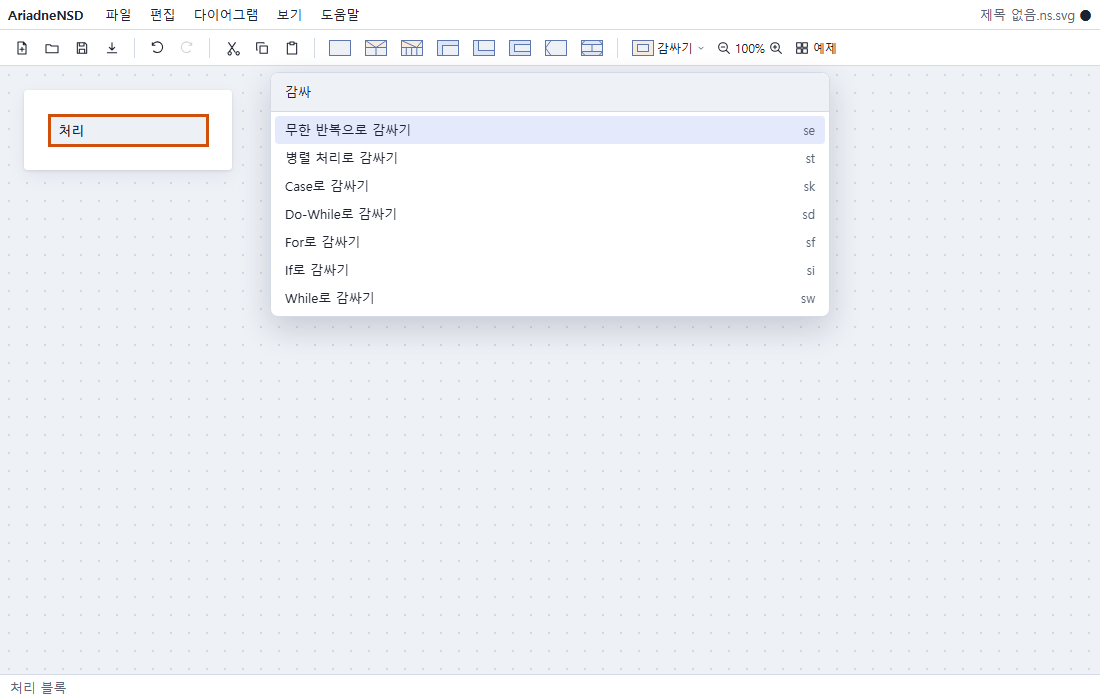 AriadneNSD 파일 편집 다이어그램 보기 도움말 제목 없음.ns.svg
감싸기 100% 예제
감싸
처리
무한 반복으로 감싸기 se
병렬 처리로 감싸기 st
Case로 감싸기 sk
Do-While로 감싸기 sd
For로 감싸기 sf
If로 감싸기 si
While로 감싸기 sw
처리 블록